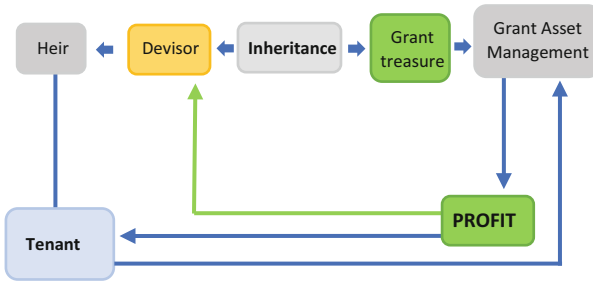 Heir
Devisor
Inheritance
Grant
treasure
Grant Asset
Management
PROFIT
Tenant